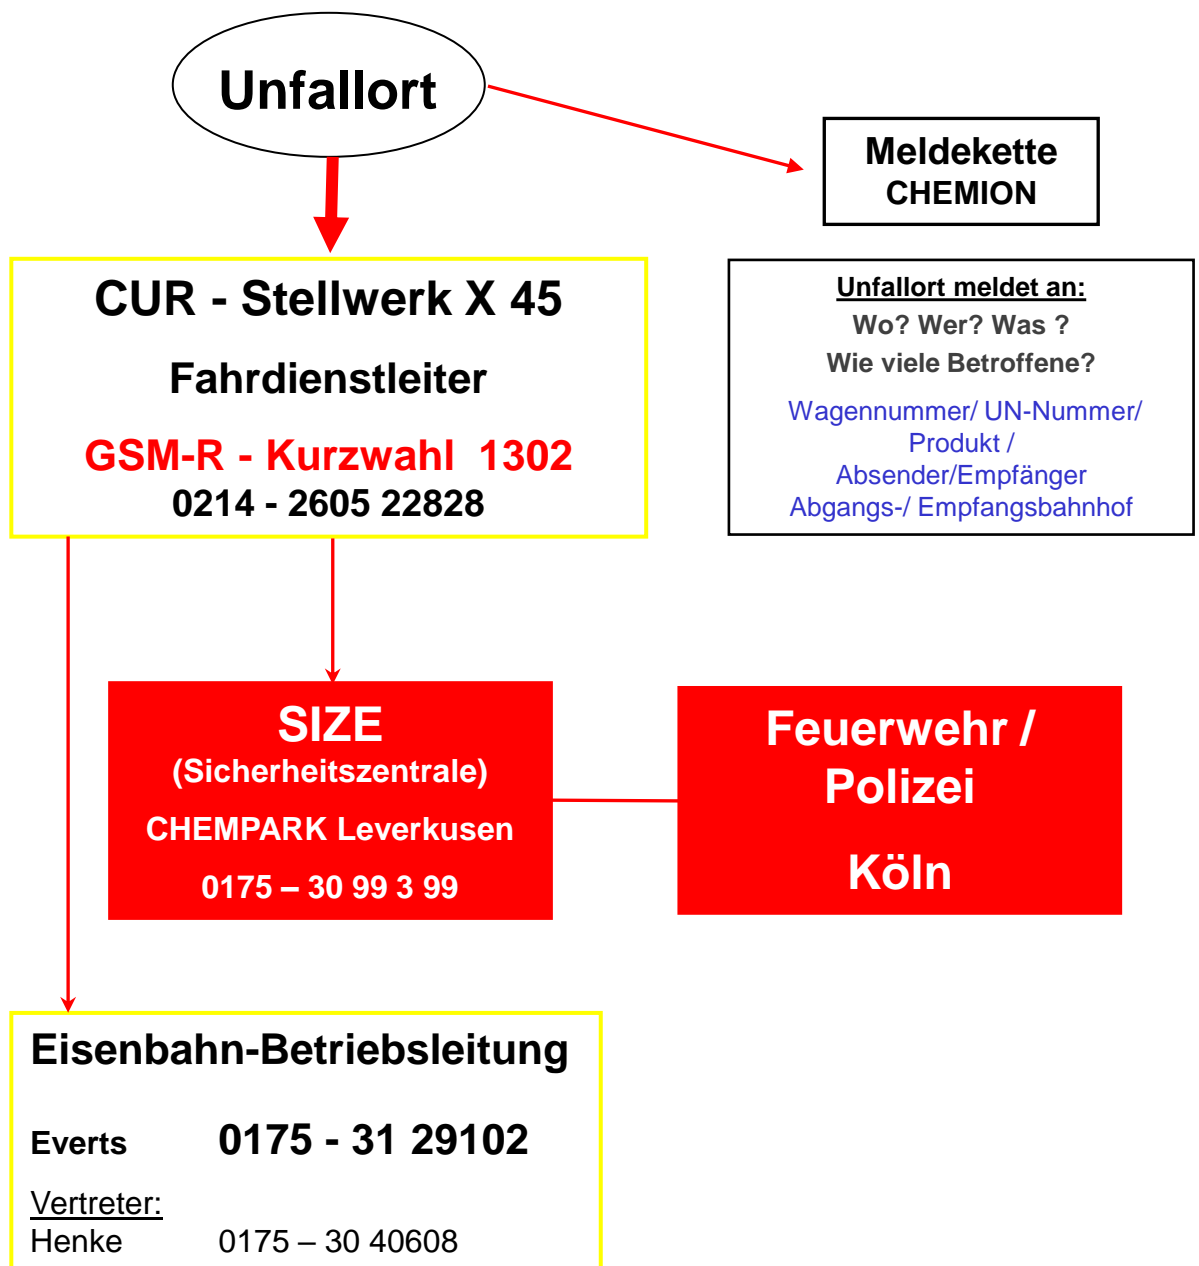 Unfallort
Meldekette
CHEMION
CUR - Stellwerk X 45
Fahrdienstleiter
GSM-R - Kurzwahl 1302
0214 - 2605 22828
Unfallort meldet an:
Wo? Wer? Was ?
Wie viele Betroffene?
Wagennummer/ UN-Nummer/
Produkt /
Absender/Empfänger
Abgangs-/ Empfangsbahnhof
SIZE
(Sicherheitszentrale)
CHEMPARK Leverkusen
0175 – 30 99 3 99
Feuerwehr /
Polizei
Köln
Eisenbahn-Betriebsleitung
Everts 0175 - 31 29102
Vertreter:
Henke 0175 – 30 40608